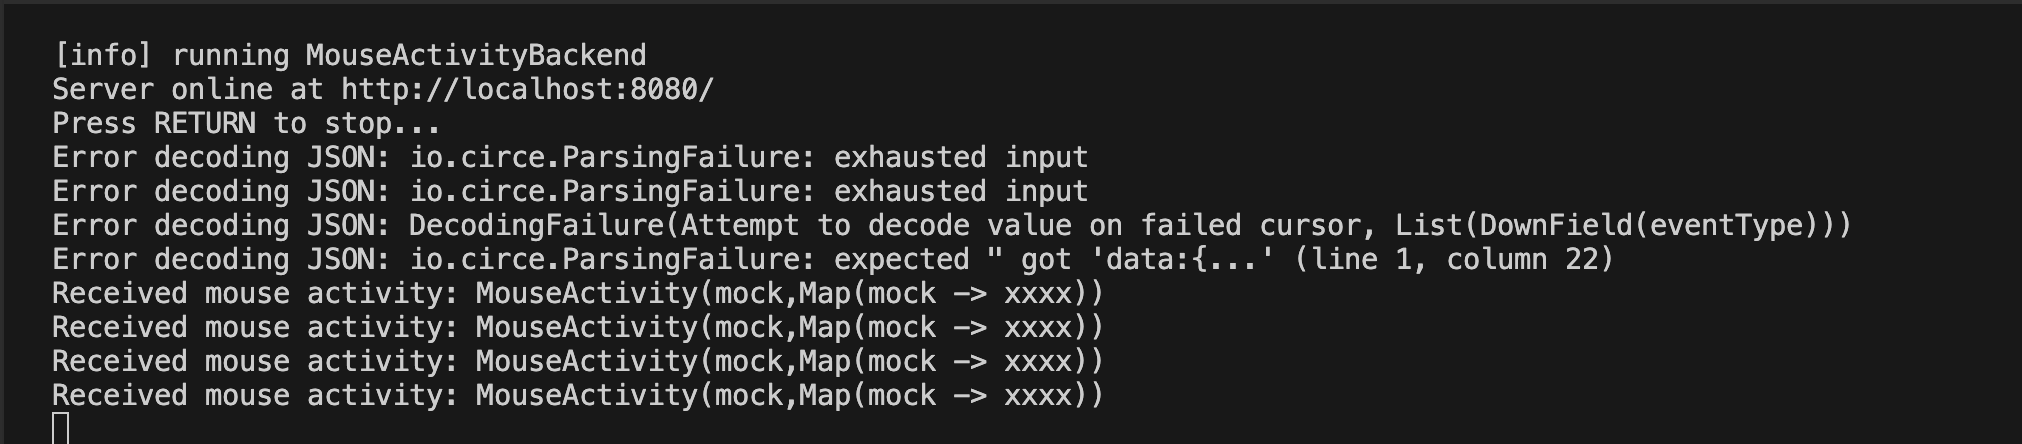 [info] running MouseActivityBackend
Server online at http://localhost:8080/
Press RETURN to stop...
Error decoding JSON: io.circe.ParsingFailure: exhausted input
Error decoding JSON: io.circe.ParsingFailure: exhausted input
Error decoding JSON: DecodingFailure(Attempt to decode value on failed cursor, List(DownField(eventType)))
Error decoding JSON: io.circe.ParsingFailure: expected " got 'data:{...' (line 1, column 22)
Received mouse activity: MouseActivity(mock,Map(mock -> xxxx))
Received mouse activity: MouseActivity(mock,Map(mock -> xxxx))
Received mouse activity: MouseActivity(mock,Map(mock -> xxxx))
Received mouse activity: MouseActivity(mock,Map(mock -> xxxx))